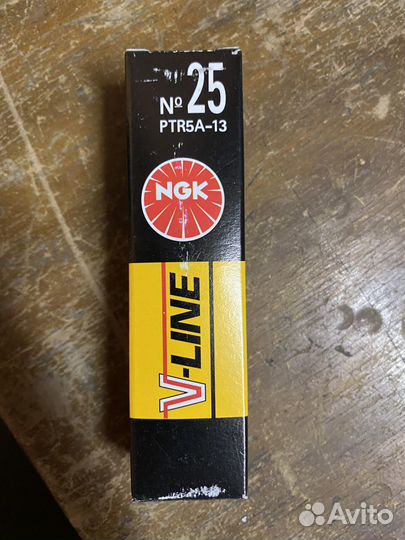 Nº 25
PTR5A-13
NGK
V-LINE
Avito